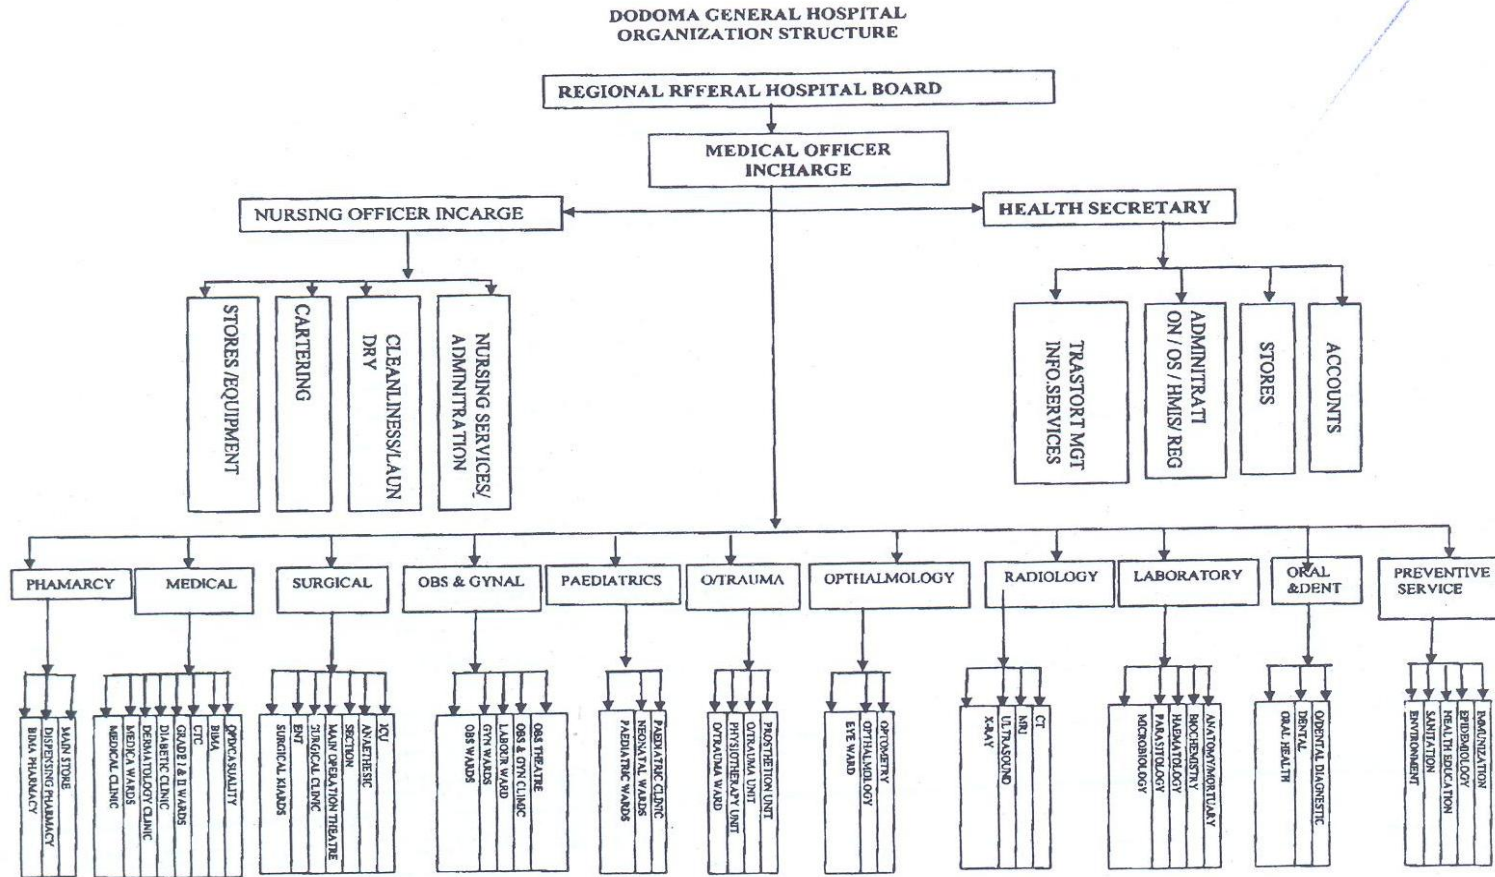 DODOMA GENERAL HOSPITAL
ORGANIZATION STRUCTURE
REGIONAL RFFERAL HOSPITAL BOARD
MEDICAL OFFICER
INCHARGE
NURSING OFFICER INCARGE
HEALTH SECRETARY
STORES /EQUIPMENT
CARTERING
CLEANLINESS/LAUN
DRY
NURSING SERVICES/
ADMINITRATION
TRASTORT MGT
INFO.SERVICES
ADMINITRATI
ON / OS / HMIS/ REG
STORES
ACCOUNTS
PHAMARCY
MEDICAL
SURGICAL
OBS & GYNAL
PAEDIATRICS
O/TRAUMA
OPTHALMOLOGY
RADIOLOGY
LABORATORY
ORAL
&DENT
PREVENTIVE
SERVICE
BIMA PHARMACY
DISPENSING PHARMACY
MAIN STORE
MEDICAL CLINIC
MEDICA WARDS
DERMATOLOGY CLINIC
DIABETIC CLINIC
GRADE I & II WARDS
CTC
BIMA
OPD/CASUALITY
SURGICAL
ENT
SURGICAL CLINIC
MAIN OPERATION THEATRE
SECTION
ANAETHESIC
ICU
OBS WARDS
GYN WARDS
LABOUR WARD
OBS & GYN CLINIC
OBS THEATRE
PAEDIATRIC WARDS
NEONATAL WARDS
PAEDIATRIC CLINIC
O/TRAUMA WARD
PHYSIOTHERAPY UNIT
O/TRAUMA UNIT
PROSTHETION UNIT
EYE WARD
OPTHALMOLOGY
OPTOMETRY
X-RAY
ULTRASOUND
MRI
CT
MICROBIOLOGY
PARASITOLOGY
HAEMATOLOGY
BIOCHEMISTRY
ANATOMY/MORTUARY
ORAL HEALTH
DENTAL
O/DENTAL DIAGNESTIC
ENVIRONMENT
SANITATION
HEALTH EDUCATION
EPIDEMIOLOGY
IMMUNIZATION